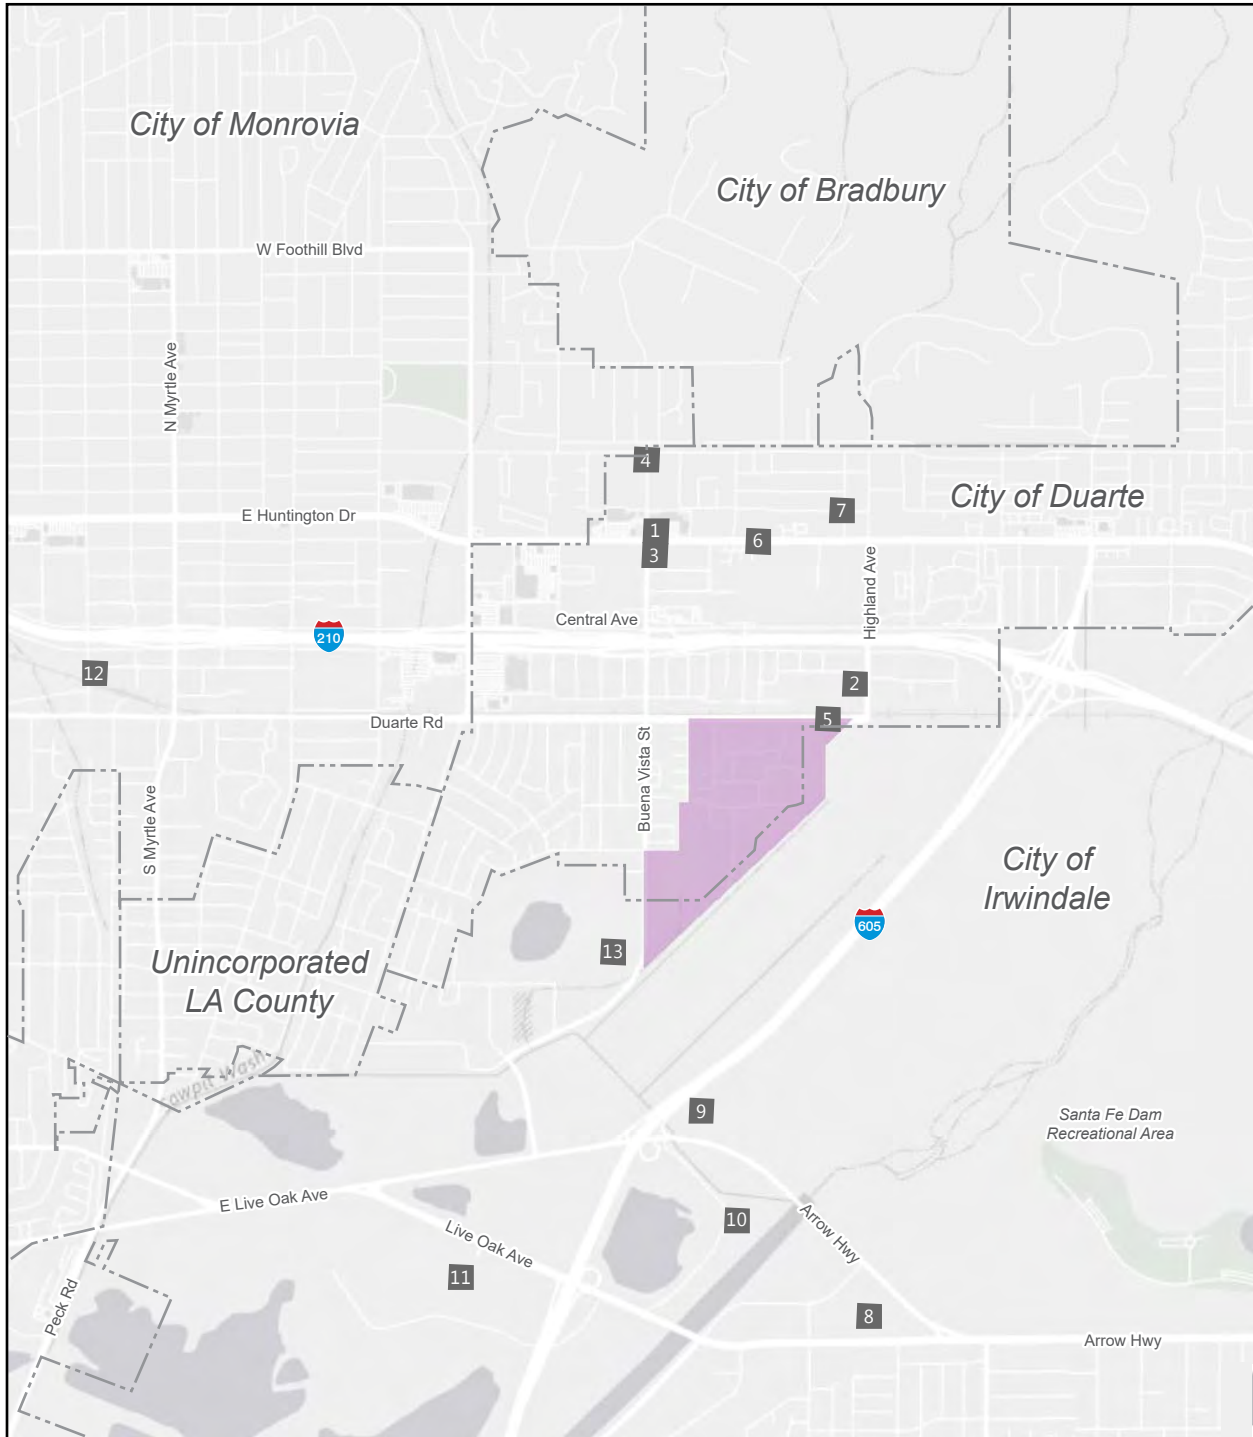 City of Monrovia
City of Bradbury
W Foothill Blvd
N Myrtle Ave
4
City of Duarte
7
E Huntington Dr
1
6
3
Highland Ave
Central Ave
210
12
2
Duarte Rd
5
Buena Vista St
S Myrtle Ave
City of
Irwindale
605
13
Unincorporated
LA County
owpit Wash
9
Santa Fe Dam
Recreational Area
E Live Oak Ave
10
Arrow Hwy
Live Oak Ave
11
Peck Rd
8
Arrow Hwy